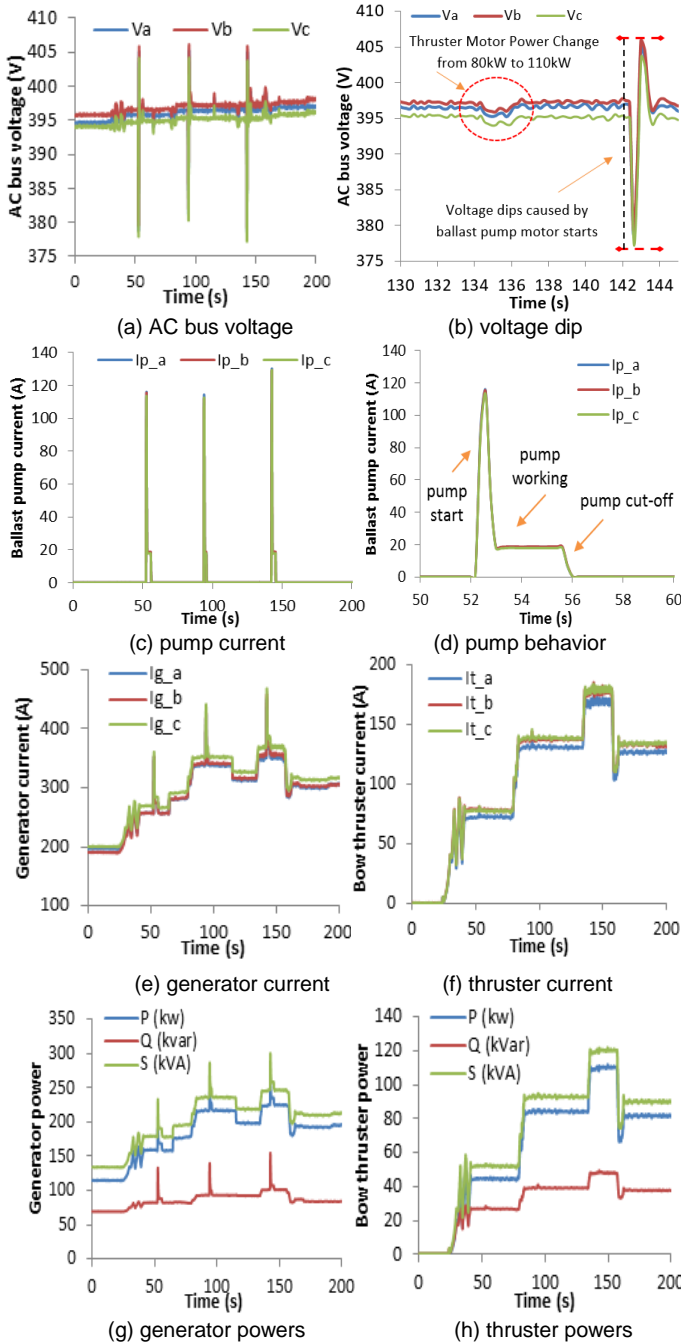 Va Vb Vc
410
405
400
395
390
385
380
375
AC bus voltage (V)
0 50 100 150 200
Time (s)
(a) AC bus voltage
Va Vb Vc
410
405
400
395
390
385
380
375
AC bus voltage (V)
Thruster Motor Power Change
from 80kW to 110kW
Voltage dips caused by
ballast pump motor starts
130 132 134 136 138 140 142 144
Time (s)
(b) voltage dip
Ip_a Ip_b Ip_c
140
120
100
80
60
40
20
0
Ballast pump current (A)
0 50 100 150 200
Time (s)
(c) pump current
Ip_a
Ip_b
Ip_c
140
120
100
80
60
40
20
0
Ballast pump current (A)
pump
start
pump
working
pump cut-off
50 52 54 56 58 60
Time (s)
(d) pump behavior
Ig_a
Ig_b
Ig_c
500
400
300
200
100
Generator current (A)
0 50 100 150 200
Time (s)
(e) generator current
It_a
It_b
It_c
200
150
100
50
0
Bow thruster current (A)
0 50 100 150 200
Time (s)
(f) thruster current
P (kw)
Q (kvar)
S (kVA)
350
300
250
200
150
100
50
0
Generator power
0 50 100 150 200
Time (s)
(g) generator powers
P (kw)
Q (kVar)
S (kVA)
140
120
100
80
60
40
20
0
Bow thruster power
0 50 100 150 200
Time (s)
(h) thruster powers